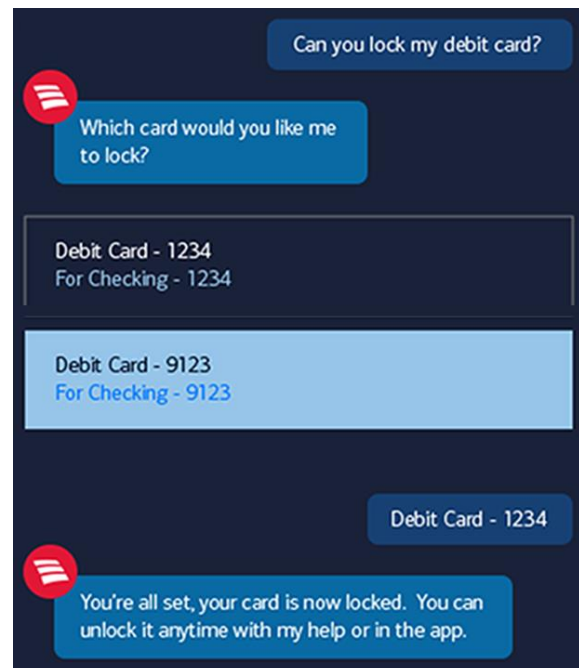 Can you lock my debit card?
Which card would you like me
to lock?
Debit Card - 1234
For Checking - 1234
Debit Card - 9123
For Checking - 9123
Debit Card - 1234
You're all set, your card is now locked. You can
unlock it anytime with my help or in the app.